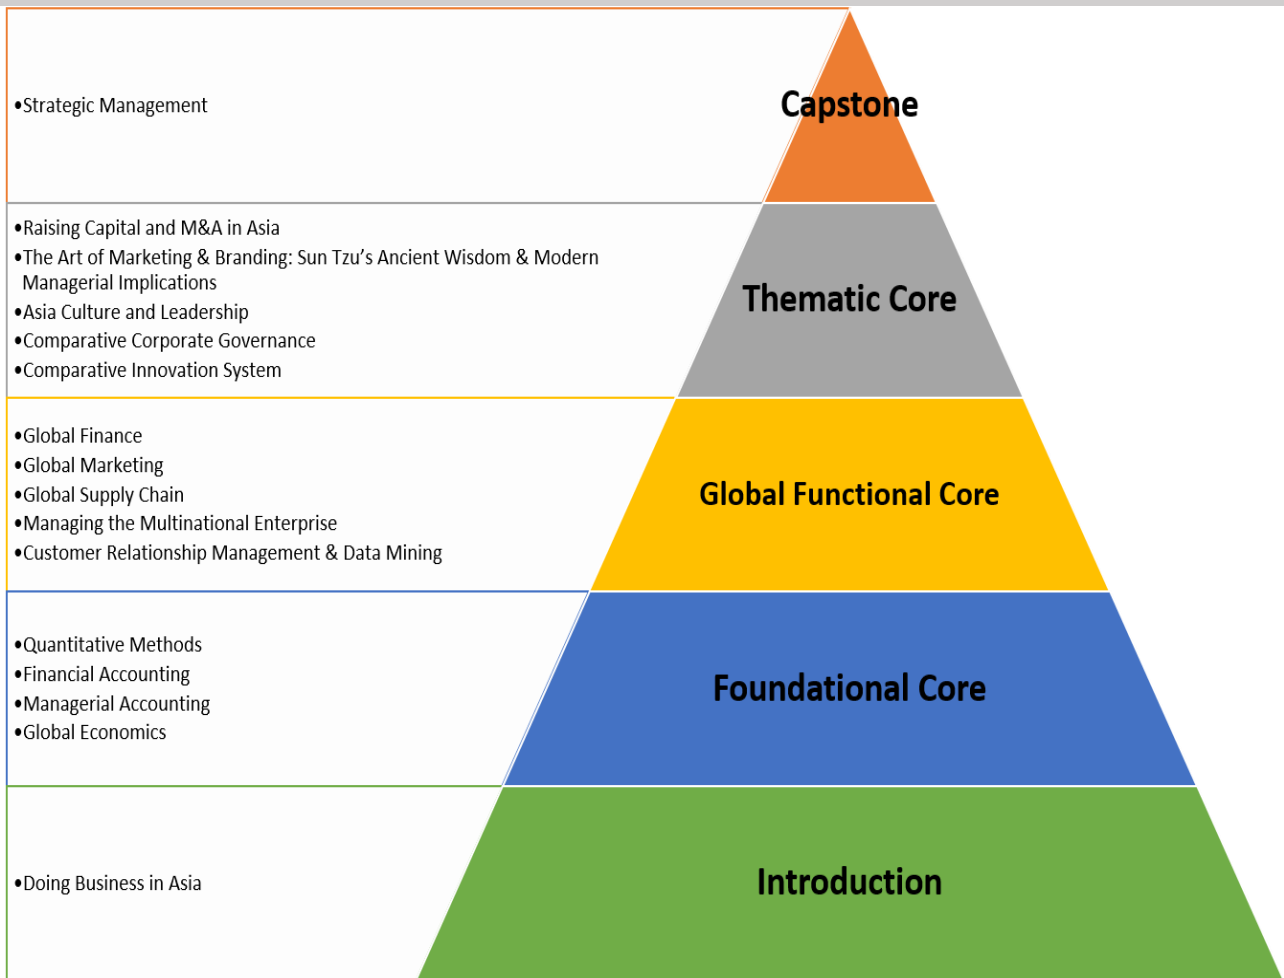 •Strategic Management
Capstone
•Raising Capital and M&A in Asia
•The Art of Marketing & Branding: Sun Tzu’s Ancient Wisdom & Modern
Managerial Implications
•Asia Culture and Leadership
•Comparative Corporate Governance
•Comparative Innovation System
Thematic Core
•Global Finance
•Global Marketing
•Global Supply Chain
•Managing the Multinational Enterprise
•Customer Relationship Management & Data Mining
Global Functional Core
•Quantitative Methods
•Financial Accounting
•Managerial Accounting
•Global Economics
Foundational Core
•Doing Business in Asia
Introduction